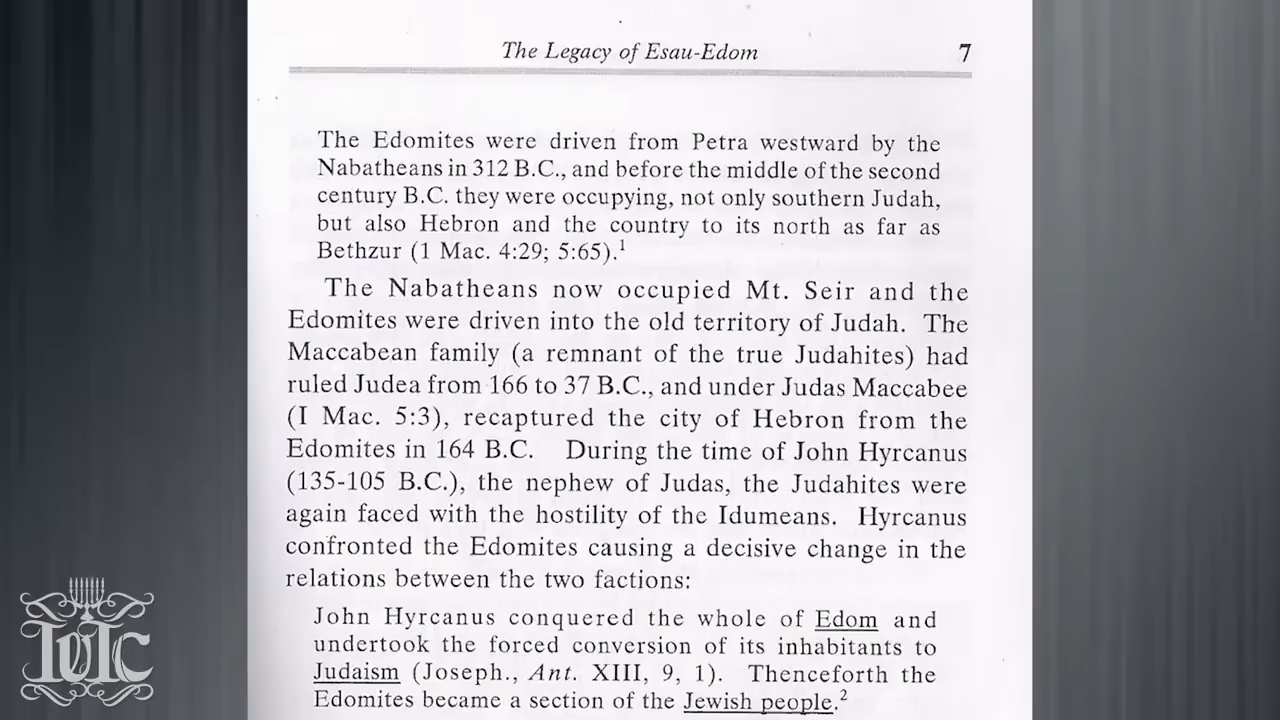 The Legacy of Esau-Edom 7
The Edomites were driven from Petra westward by the
Nabatheans in 312 B.C., and before the middle of the second
century B.C. they were occupying, not only southern Judah,
but also Hebron and the country to its north as far as
Bethzur (1 Mac. 4:29; 5:65).¹
The Nabatheans now occupied Mt. Seir and the
Edomites were driven into the old territory of Judah. The
Maccabean family (a remnant of the true Judahites) had
ruled Judea from 166 to 37 B.C., and under Judas Maccabee
(I Mac. 5:3), recaptured the city of Hebron from the
Edomites in 164 B.C. During the time of John Hyrcanus
(135-105 B.C.), the nephew of Judas, the Judahites were
again faced with the hostility of the Idumeans. Hyrcanus
confronted the Edomites causing a decisive change in the
relations between the two factions:
John Hyrcanus conquered the whole of Edom and
undertook the forced conversion of its inhabitants to
Judaism (Joseph., Ant. XIII, 9, 1). Thenceforth the
Edomites became a section of the Jewish people.²
IUIC